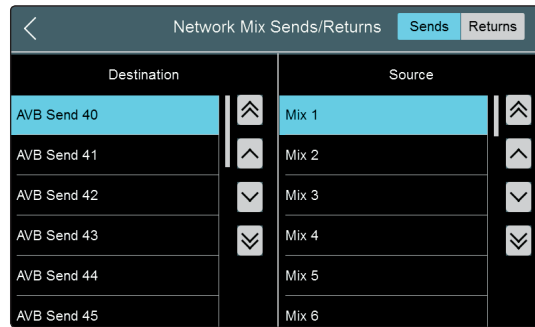 Network Mix Sends/Returns Sends Returns
Destination Source
AVB Send 40 Mix 1
AVB Send 41 Mix 2
AVB Send 42 Mix 3
AVB Send 43 Mix 4
AVB Send 44 Mix 5
AVB Send 45 Mix 6